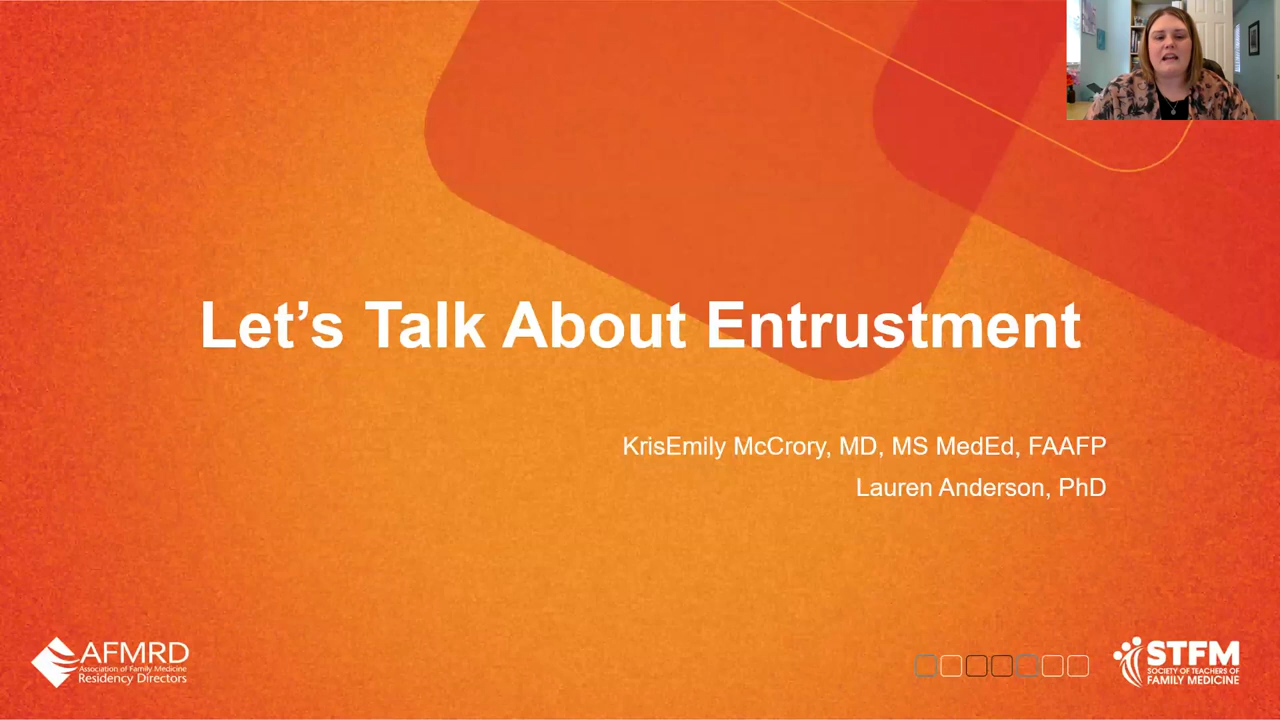 Let's Talk About Entrustment
KrisEmily McCrory, MD, MS MedEd, FAAFP
Lauren Anderson, PhD
AFMRD
Association of Family Medicine
Residency Directors
STFM
SOCIETY OF TEACHERS OF
FAMILY MEDICINE